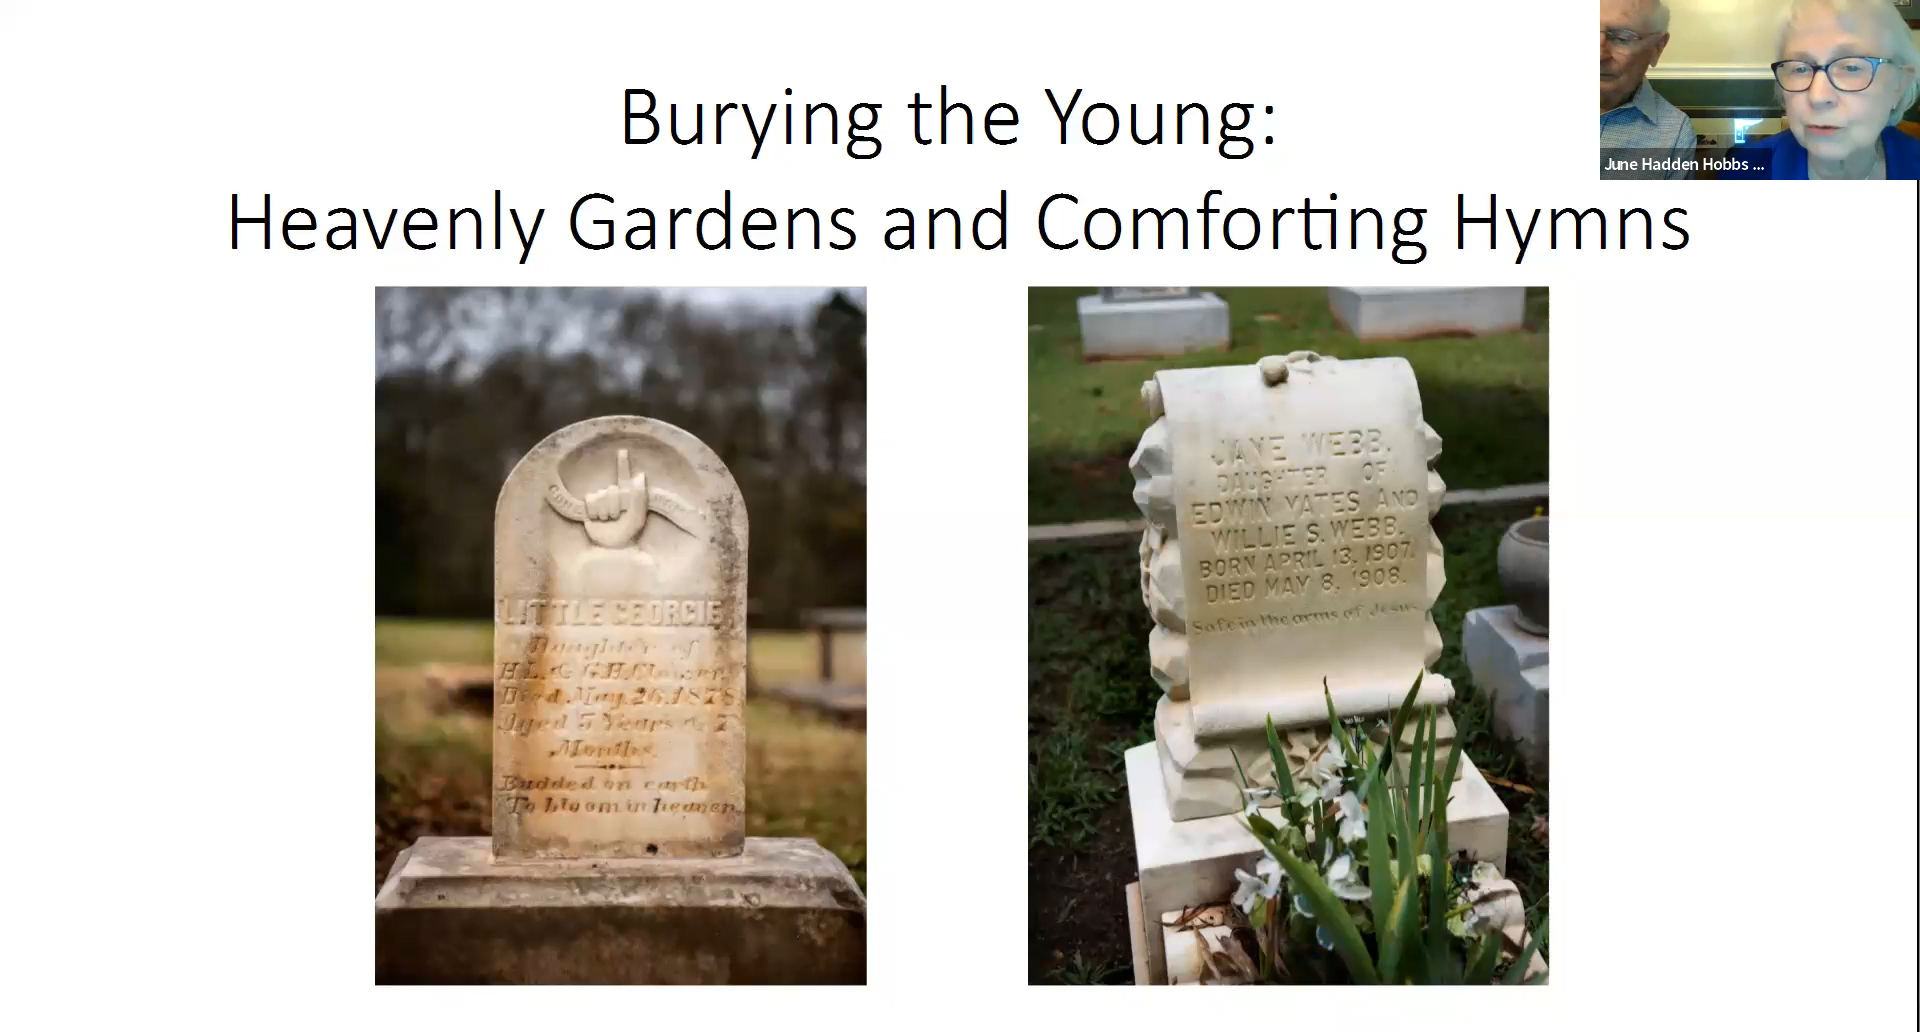 Burying the Young:
Heavenly Gardens and Comforting Hymns
June Hadden Hobbs ...
LITTLE GEORGIE
Daughter of
H.L. & G.H.
Died May 26, 1878
Aged 5 Years & 7
Months
Budded on earth
To bloom in heaven
JANE WEBB,
DAUGHTER OF
EDWIN YATES AND
WILLIE S. WEBB.
BORN APRIL 13, 1907.
DIED MAY 8, 1908.
Safe in the arms of Jesus